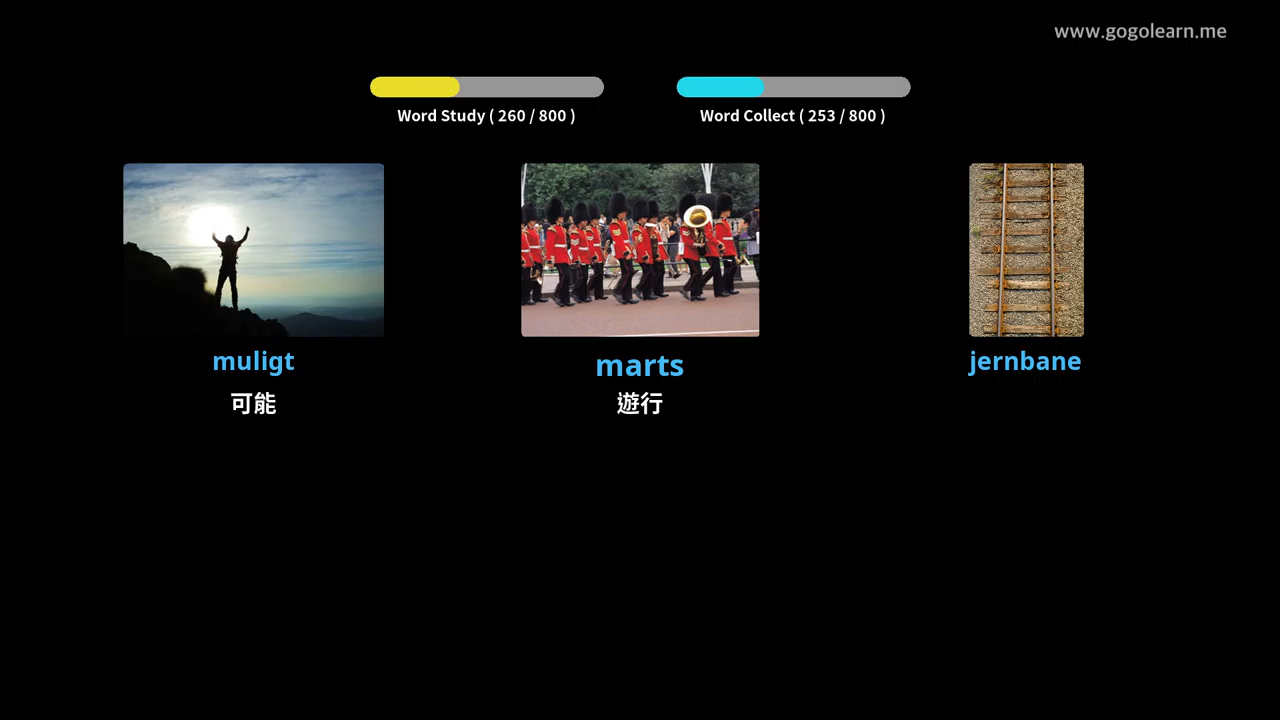 www.gogolearn.me
Word Study ( 260 / 800 )
Word Collect ( 253 / 800 )
muligt
marts
jernbane
可能
遊行